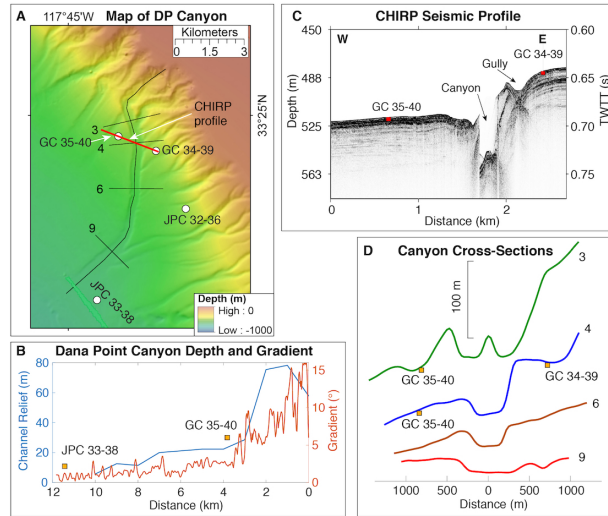 A
Map of DP Canyon
117°45"W
Kilometers
0 1.5 3
33°25"N
3
CHIRP
profile
GC 35-40
4
GC 34-39
6
JPC 32-36
9
JPC 33-38
Depth (m)
High : 0
Low : -1000
B
Dana Point Canyon Depth and Gradient
Channel Relief (m)
80
60
40
20
0
JPC 33-38
GC 35-40
15
10
5
0
Gradient (°)
12 10 8 6 4 2 0
Distance (km)
C
CHIRP Seismic Profile
450
488
525
563
Depth (m)
W
E
GC 34-39
Gully
Canyon
GC 35-40
0.60
0.65
0.70
0.75
TWTT (s)
0 1 2
Distance (km)
D
Canyon Cross-Sections
3
100 m
4
GC 35-40
GC 34-39
6
GC 35-40
9
1000 500 0 500 1000
Distance (m)